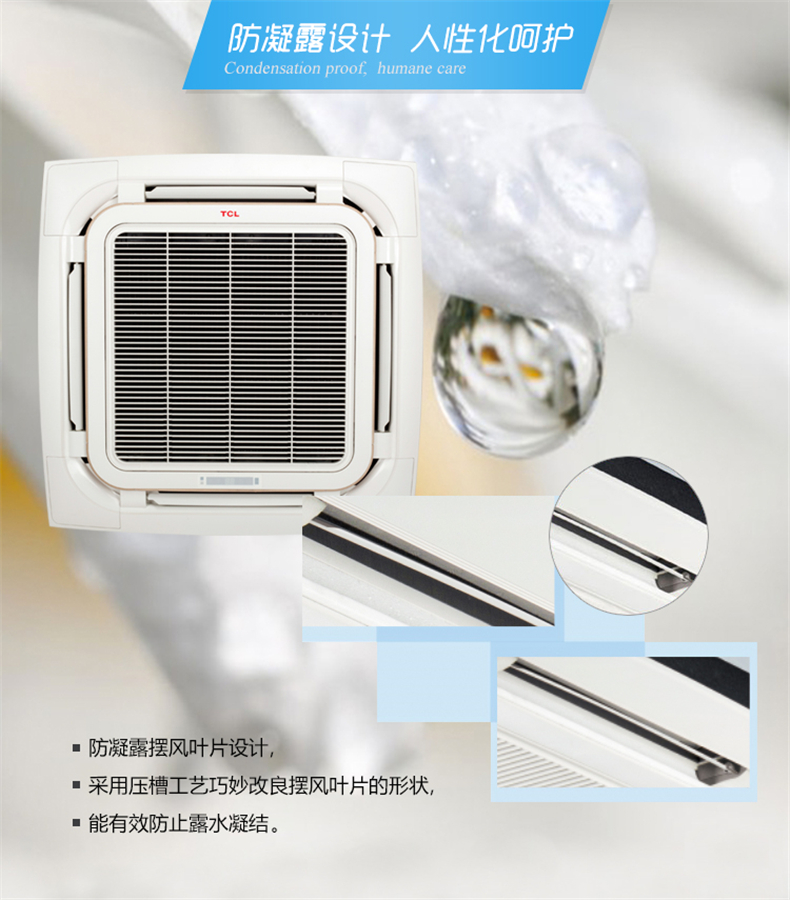 防凝露设计 人性化呵护
Condensation proof, humane care
TCL
防凝露摆风叶片设计,
采用压槽工艺巧妙改良摆风叶片的形状,
能有效防止露水凝结。